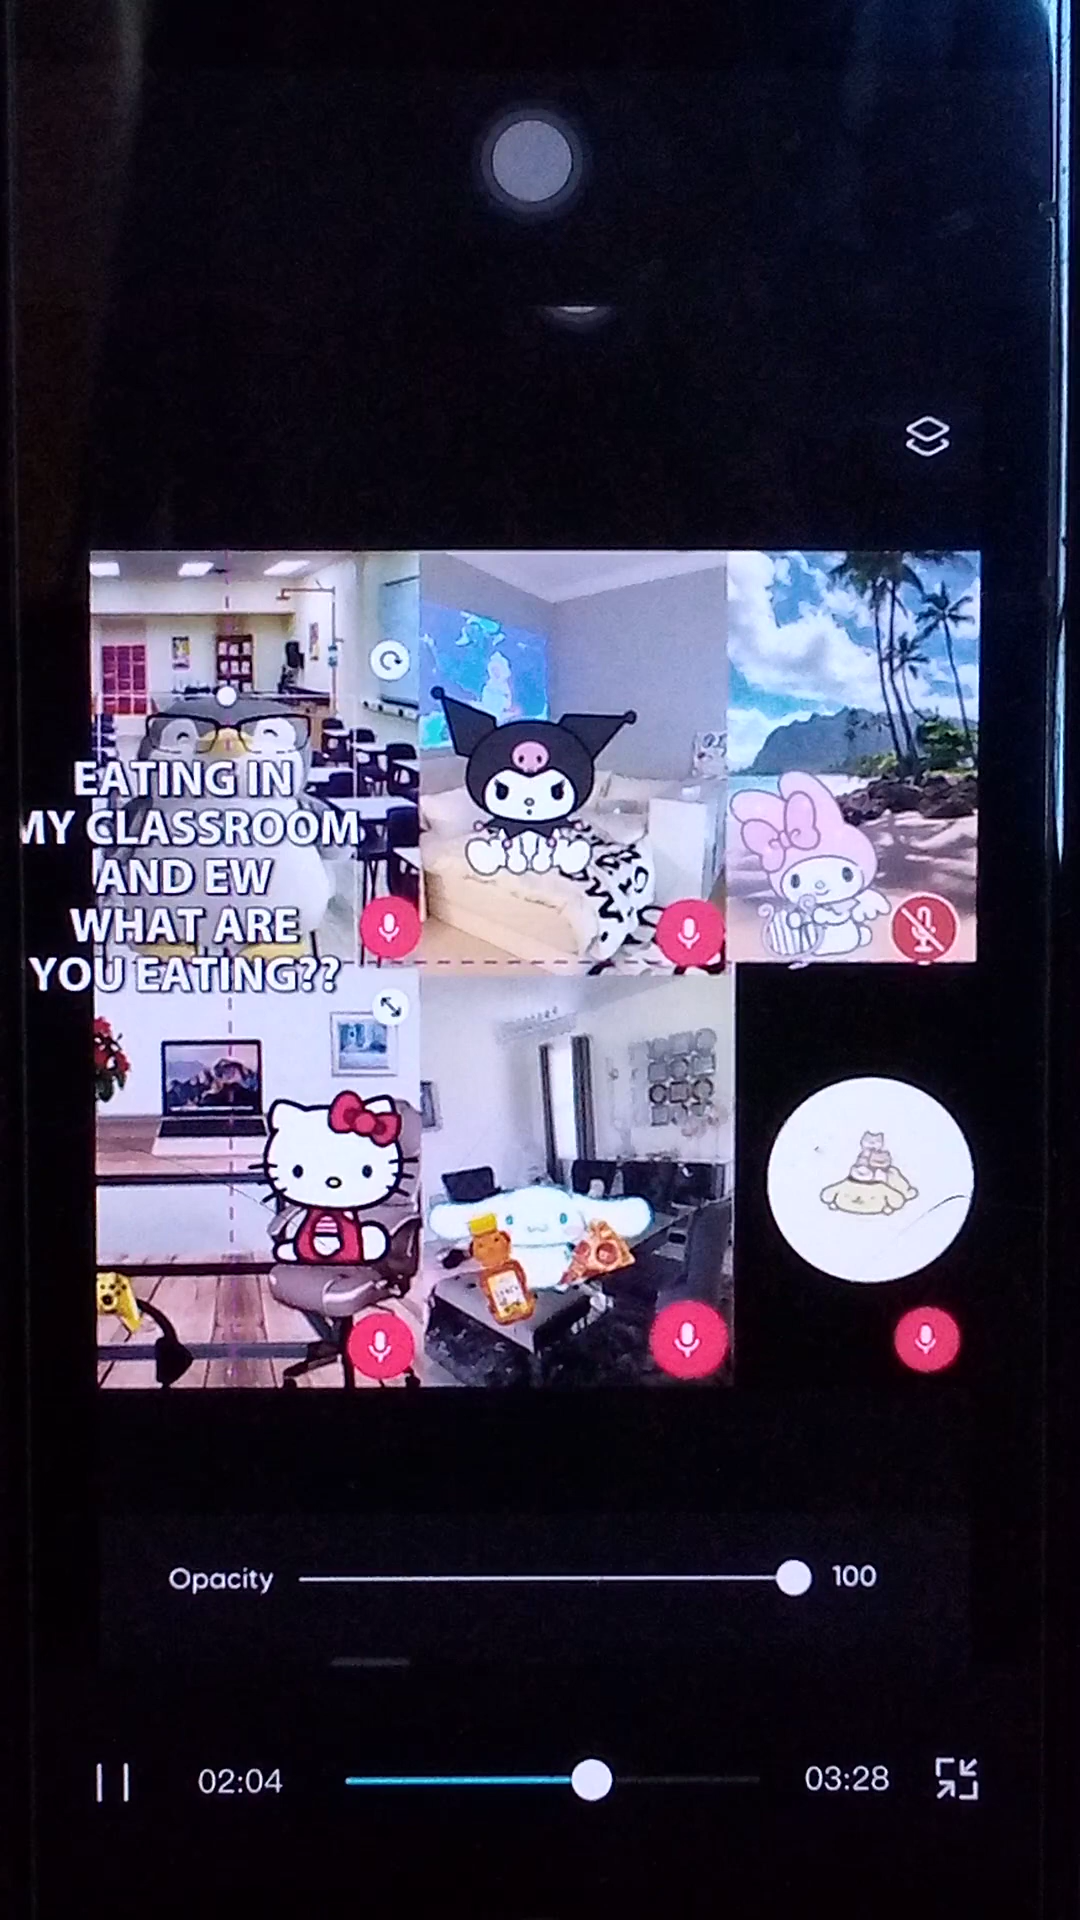 EATING IN
MY CLASSROOM
AND EW
WHAT ARE
YOU EATING??
Opacity 100
02:04 03:28